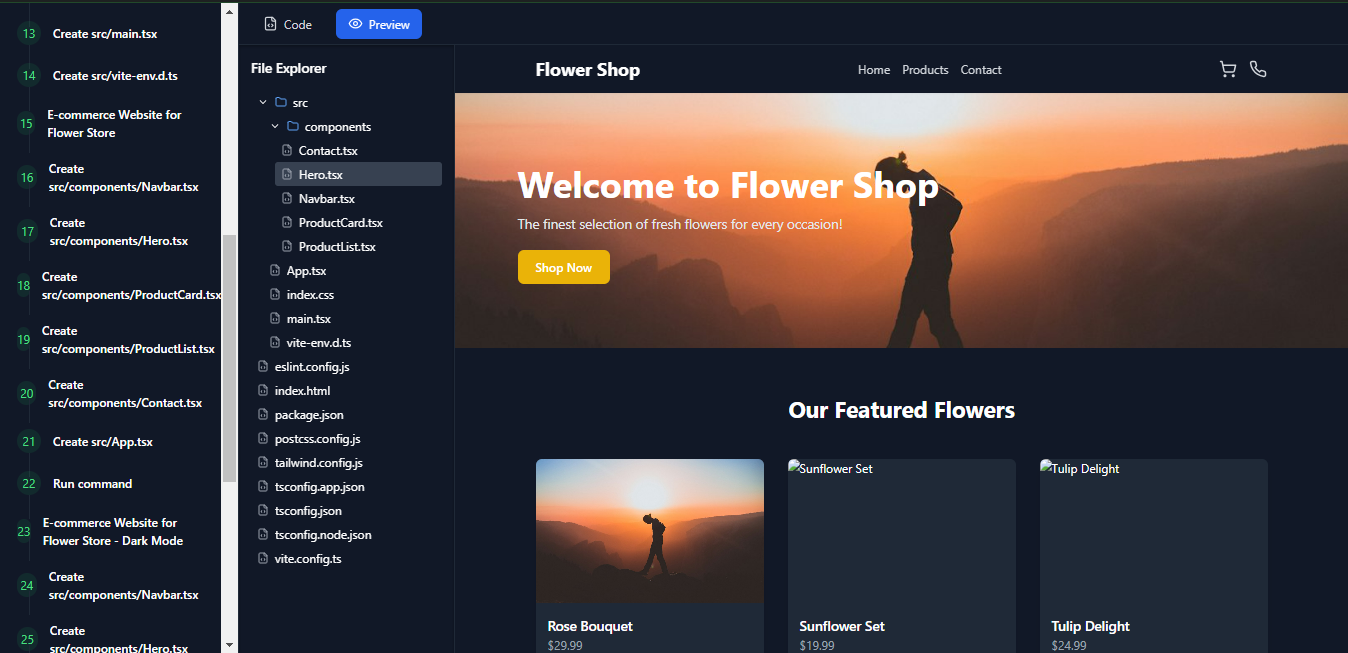 13 Create src/main.tsx
14 Create src/vite-env.d.ts
15 E-commerce Website for
Flower Store
16 Create
src/components/Navbar.tsx
17 Create
src/components/Hero.tsx
18 Create
src/components/ProductCard.tsx
19 Create
src/components/ProductList.tsx
20 Create
src/components/Contact.tsx
21 Create src/App.tsx
22 Run command
23 E-commerce Website for
Flower Store - Dark Mode
24 Create
src/components/Navbar.tsx
25 Create
src/components/Hero.tsx
Code Preview
File Explorer
src
components
Contact.tsx
Hero.tsx
Navbar.tsx
ProductCard.tsx
ProductList.tsx
App.tsx
index.css
main.tsx
vite-env.d.ts
eslint.config.js
index.html
package.json
postcss.config.js
tailwind.config.js
tsconfig.app.json
tsconfig.json
tsconfig.node.json
vite.config.ts
Flower Shop
Home Products Contact
Welcome to Flower Shop
The finest selection of fresh flowers for every occasion!
Shop Now
Our Featured Flowers
Rose Bouquet
$29.99
Sunflower Set
Sunflower Set
$19.99
Tulip Delight
Tulip Delight
$24.99